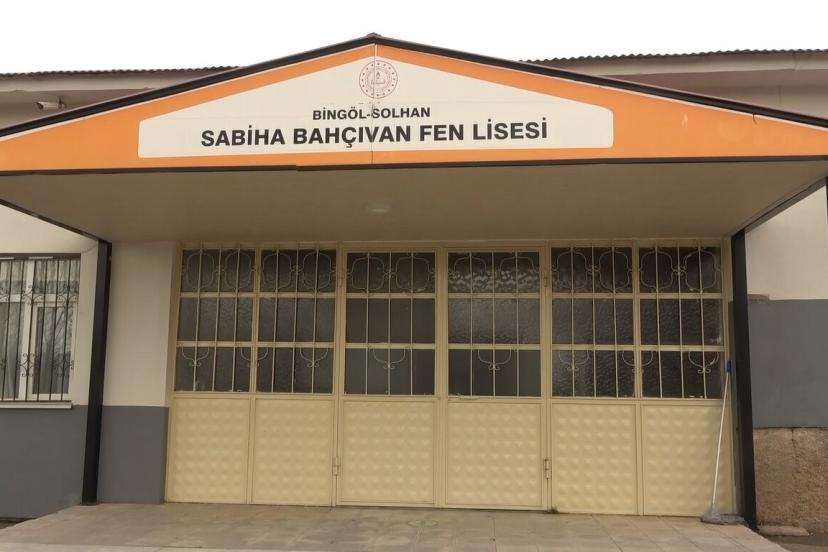 BİNGÖL-SOLHAN
SABİHA BAHÇIVAN FEN LİSESİ